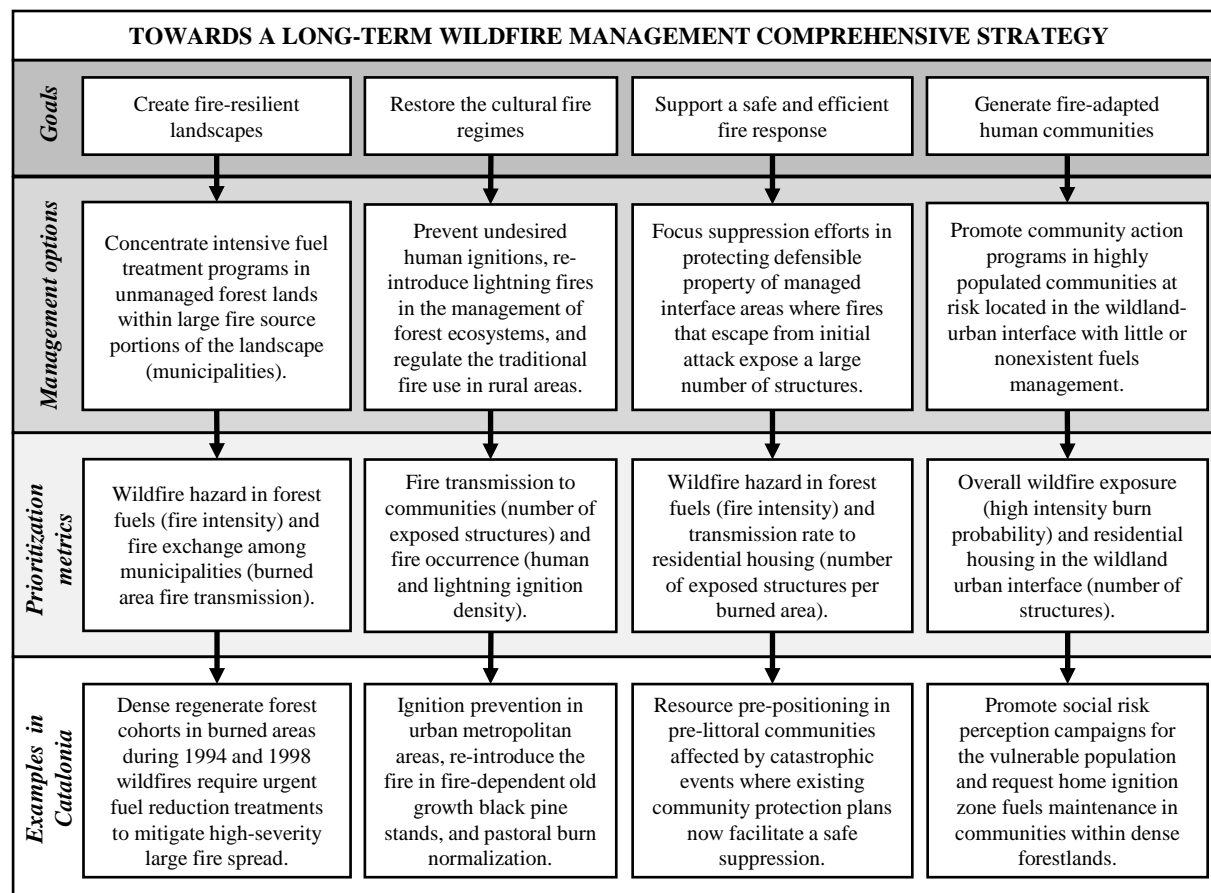 TOWARDS A LONG-TERM WILDFIRE MANAGEMENT COMPREHENSIVE STRATEGY
Goals
Create fire-resilient
landscapes
Restore the cultural fire
regimes
Support a safe and efficient
fire response
Generate fire-adapted
human communities
Management options
Concentrate intensive fuel
treatment programs in
unmanaged forest lands
within large fire source
portions of the landscape
(municipalities).
Prevent undesired
human ignitions, re-
introduce lightning fires
in the management of
forest ecosystems, and
regulate the traditional
fire use in rural areas.
Focus suppression efforts in
protecting defensible
property of managed
interface areas where fires
that escape from initial
attack expose a large
number of structures.
Promote community action
programs in highly
populated communities at
risk located in the wildland-
urban interface with little or
nonexistent fuels
management.
Prioritization
metrics
Wildfire hazard in forest
fuels (fire intensity) and
fire exchange among
municipalities (burned
area fire transmission).
Fire transmission to
communities (number of
exposed structures) and
fire occurrence (human
and lightning ignition
density).
Wildfire hazard in forest
fuels (fire intensity) and
transmission rate to
residential housing (number
of exposed structures per
burned area).
Overall wildfire exposure
(high intensity burn
probability) and residential
housing in the wildland
urban interface (number of
structures).
Examples in
Catalonia
Dense regenerate forest
cohorts in burned areas
during 1994 and 1998
wildfires require urgent
fuel reduction treatments
to mitigate high-severity
large fire spread.
Ignition prevention in
urban metropolitan
areas, re-introduce the
fire in fire-dependent old
growth black pine
stands, and pastoral burn
normalization.
Resource pre-positioning in
pre-littoral communities
affected by catastrophic
events where existing
community protection plans
now facilitate a safe
suppression.
Promote social risk
perception campaigns for
the vulnerable population
and request home ignition
zone fuels maintenance in
communities within dense
forestlands.